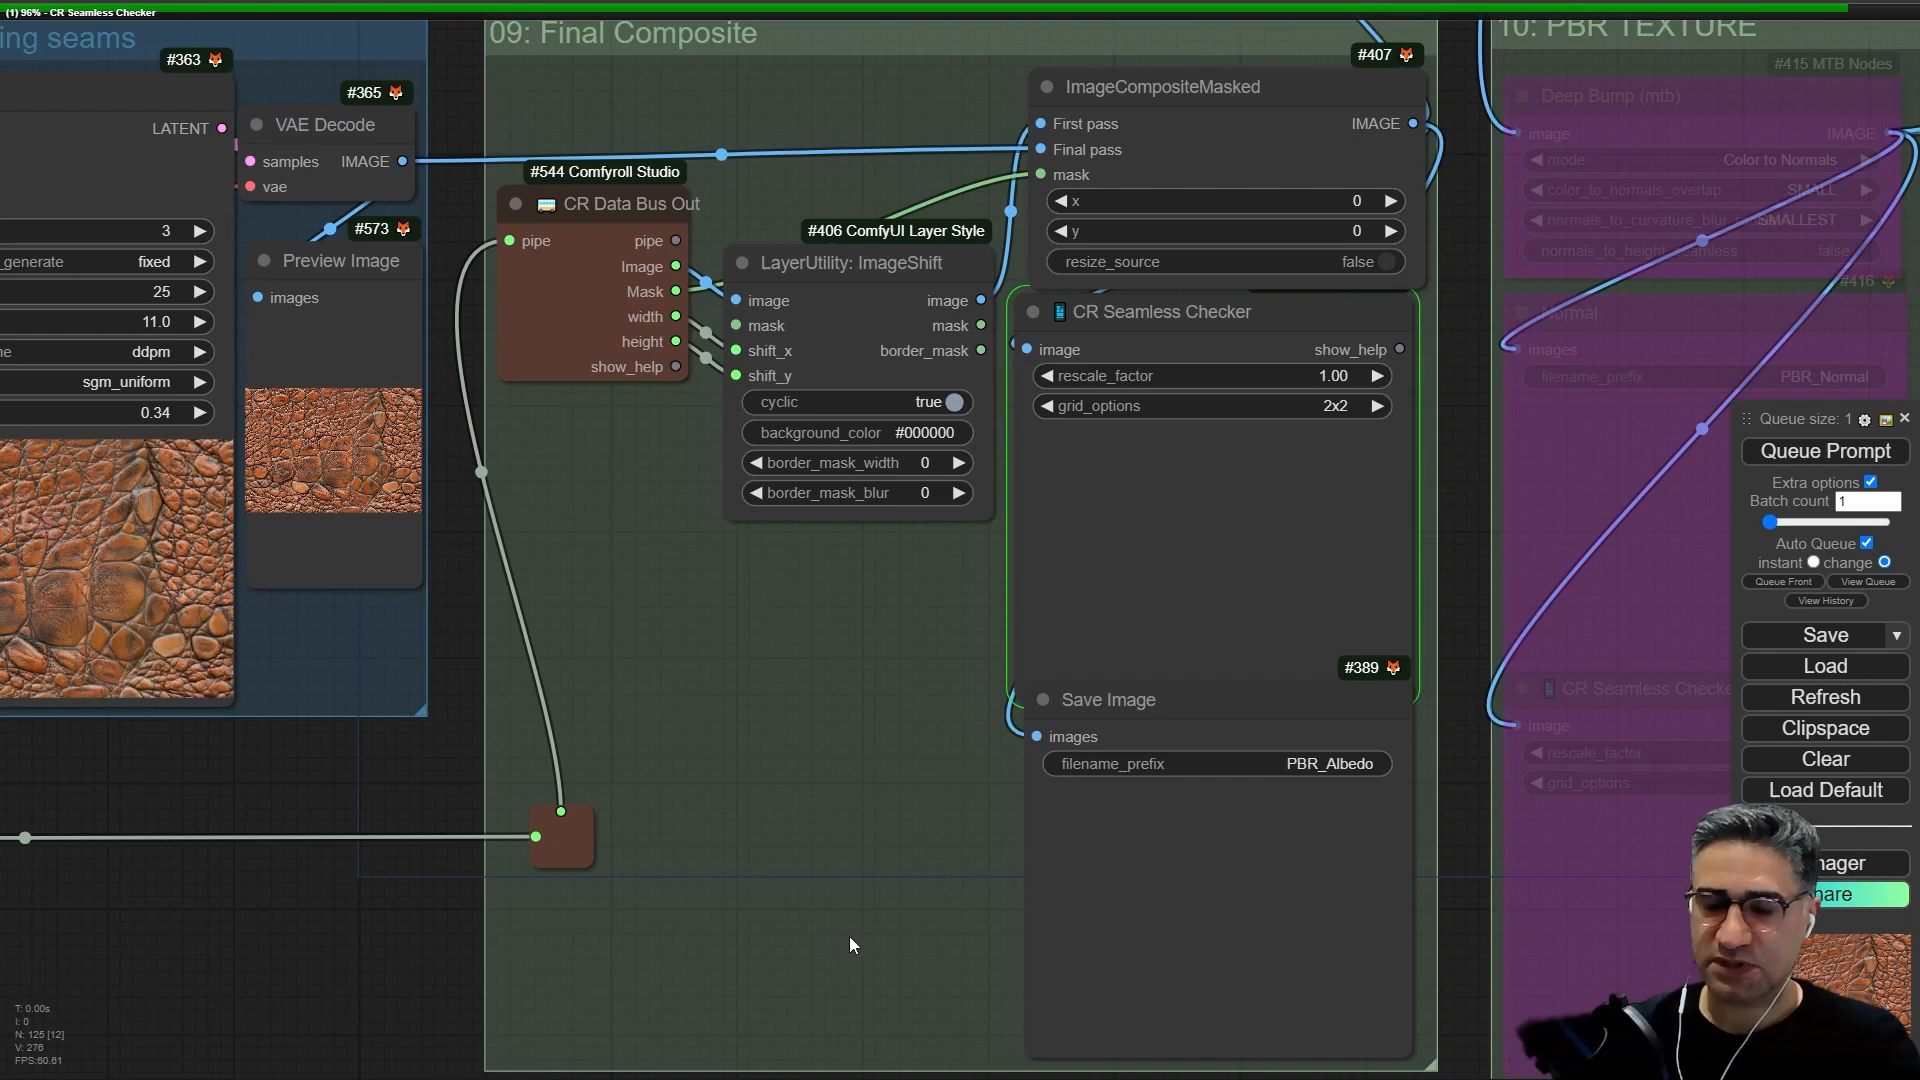 (1) 96% - CR Seamless Checker
ing seams
09: Final Composite
10: PBR TEXTURE
#363
#365
LATENT
VAE Decode
samples IMAGE
vae
#573
Preview Image
images
3
_generate fixed
25
11.0
ddpm
sgm_uniform
0.34
#544 Comfyroll Studio
CR Data Bus Out
pipe pipe
Image
Mask
width
height
show_help
#406 ComfyUI Layer Style
LayerUtility: ImageShift
image image
mask mask
shift_x border_mask
shift_y
cyclic true
background_color #000000
border_mask_width 0
border_mask_blur 0
#407
ImageCompositeMasked
First pass IMAGE
Final pass
mask
x 0
y 0
resize_source false
CR Seamless Checker
image show_help
rescale_factor 1.00
grid_options 2x2
#389
Save Image
images
filename_prefix PBR_Albedo
#415 MTB Nodes
Deep Bump (mtb)
image IMAGE
mode Color to Normals
color_to_normals_overlap SMALL
normals_to_curvature_blur SMALLEST
normals_to_height_seamless false
#416
Normal
images
filename_prefix PBR_Normal
CR Seamless Checke
image
rescale_factor
grid_options
Queue size: 1
Queue Prompt
Extra options
Batch count 1
Auto Queue
instant change
Queue Front View Queue
View History
Save
Load
Refresh
Clipspace
Clear
Load Default
nager
hare
T: 0.00s
I: 0
N: 125 [12]
V: 276
FPS:60.61